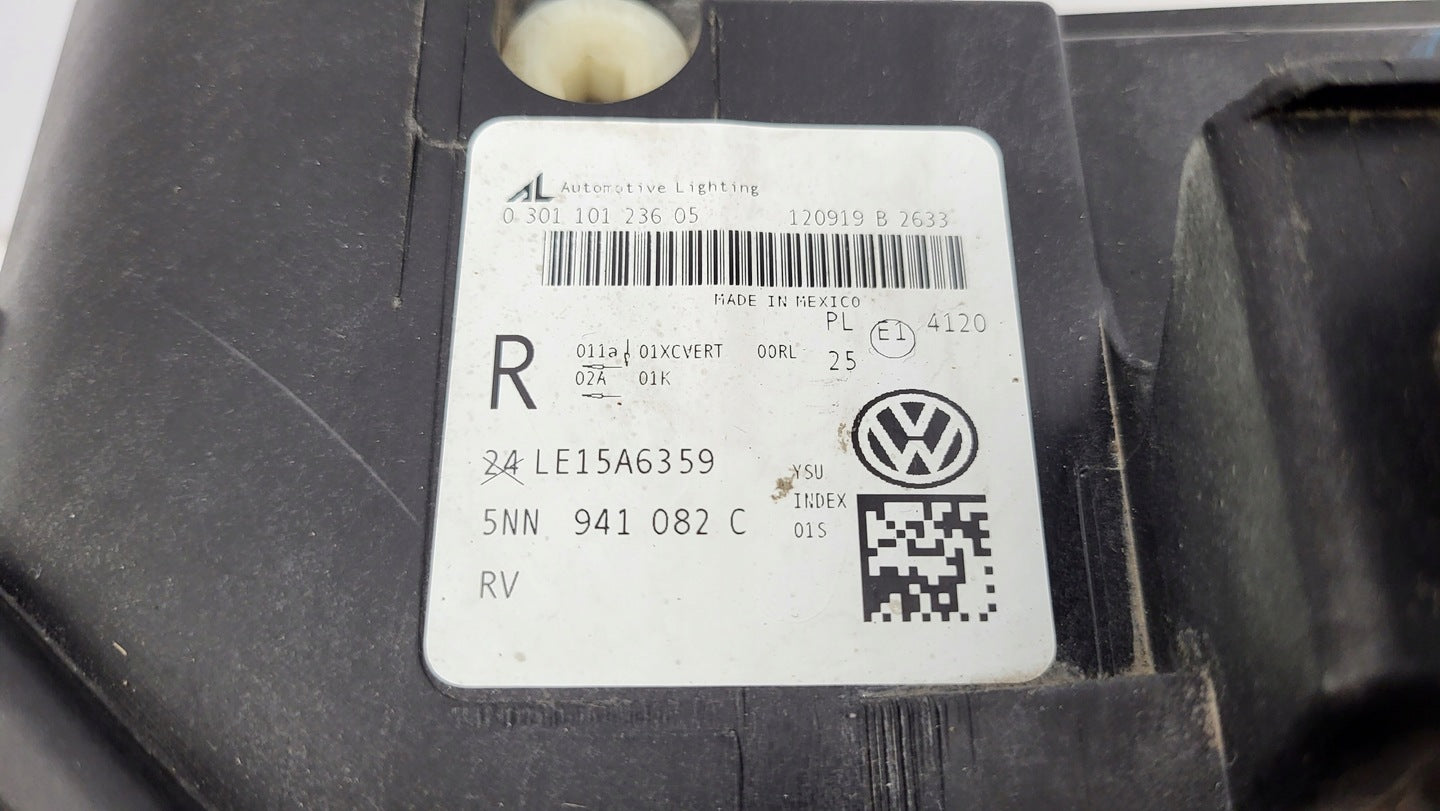 AL Automotive Lighting
0 301 101 236 05 120919 B 2633
MADE IN MEXICO
PL E1 4120
R 011a 01XCVERT 00RL 25
02A 01K
24 LE15A6359
YSU
INDEX
5NN 941 082 C
01S
RV